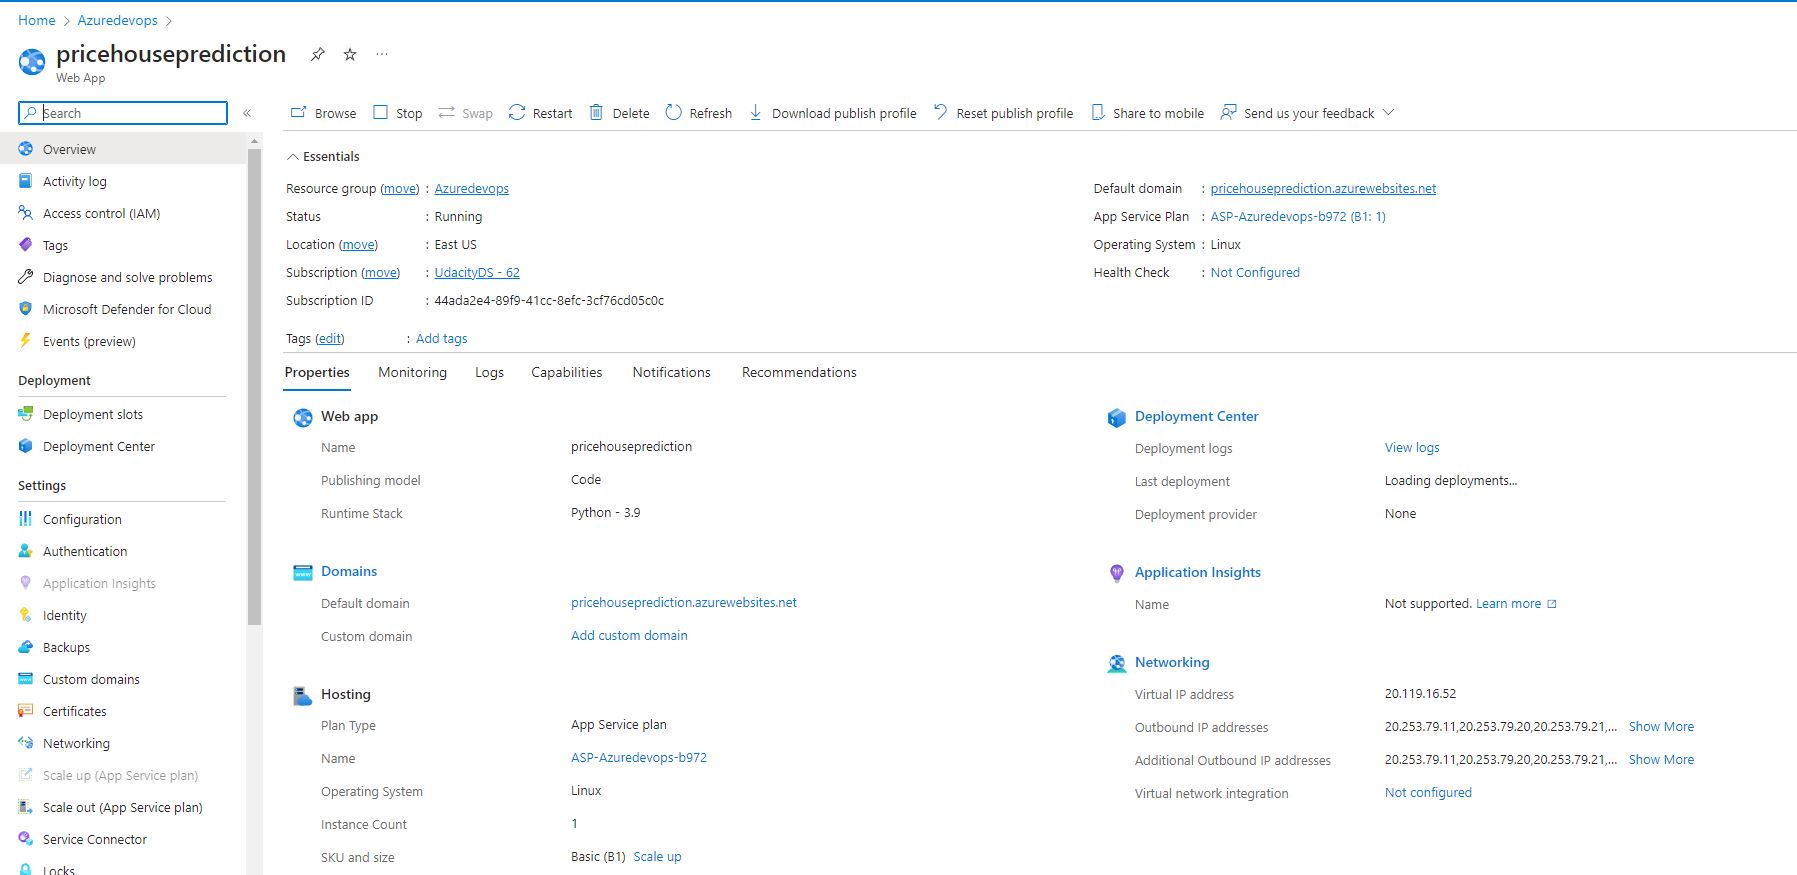 Home > Azuredevops >
pricehouseprediction
Web App
Search
Overview
Activity log
Access control (IAM)
Tags
Diagnose and solve problems
Microsoft Defender for Cloud
Events (preview)
Deployment
Deployment slots
Deployment Center
Settings
Configuration
Authentication
Application Insights
Identity
Backups
Custom domains
Certificates
Networking
Scale up (App Service plan)
Scale out (App Service plan)
Service Connector
Locks
Browse Stop Swap Restart Delete Refresh Download publish profile Reset publish profile Share to mobile Send us your feedback
Essentials
Resource group (move) : Azuredevops
Status : Running
Location (move) : East US
Subscription (move) : UdacityDS - 62
Subscription ID : 44ada2e4-89f9-41cc-8efc-3cf76cd05c0c
Default domain : pricehouseprediction.azurewebsites.net
App Service Plan : ASP-Azuredevops-b972 (B1: 1)
Operating System : Linux
Health Check : Not Configured
Tags (edit) : Add tags
Properties Monitoring Logs Capabilities Notifications Recommendations
Web app
Name pricehouseprediction
Publishing model Code
Runtime Stack Python - 3.9
Domains
Default domain pricehouseprediction.azurewebsites.net
Custom domain Add custom domain
Hosting
Plan Type App Service plan
Name ASP-Azuredevops-b972
Operating System Linux
Instance Count 1
SKU and size Basic (B1) Scale up
Deployment Center
Deployment logs View logs
Last deployment Loading deployments...
Deployment provider None
Application Insights
Name Not supported. Learn more
Networking
Virtual IP address 20.119.16.52
Outbound IP addresses 20.253.79.11,20.253.79.20,20.253.79.21,... Show More
Additional Outbound IP addresses 20.253.79.11,20.253.79.20,20.253.79.21,... Show More
Virtual network integration Not configured